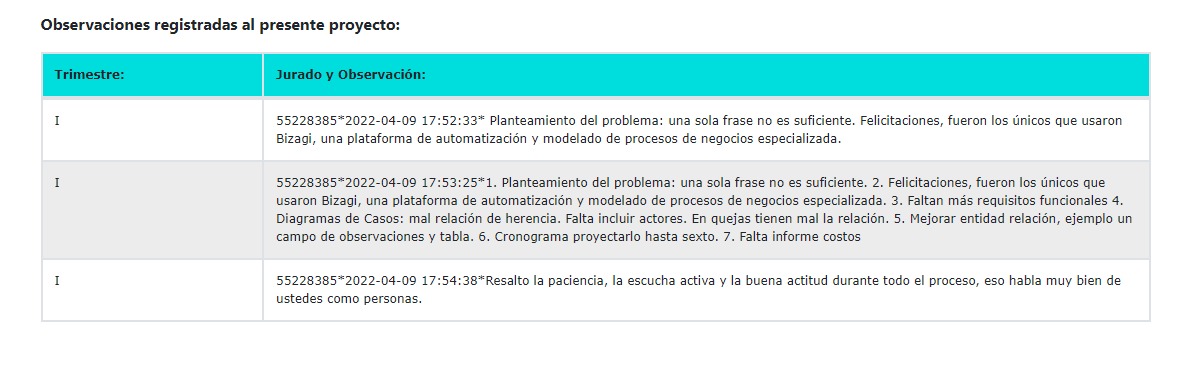 Observaciones registradas al presente proyecto:
Trimestre:
Jurado y Observación:
I
55228385*2022-04-09 17:52:33* Planteamiento del problema: una sola frase no es suficiente. Felicitaciones, fueron los únicos que usaron
Bizagi, una plataforma de automatización y modelado de procesos de negocios especializada.
I
55228385*2022-04-09 17:53:25*1. Planteamiento del problema: una sola frase no es suficiente. 2. Felicitaciones, fueron los únicos que
usaron Bizagi, una plataforma de automatización y modelado de procesos de negocios especializada. 3. Faltan más requisitos funcionales 4.
Diagramas de Casos: mal relación de herencia. Falta incluir actores. En quejas tienen mal la relación. 5. Mejorar entidad relación, ejemplo un
campo de observaciones y tabla. 6. Cronograma proyectarlo hasta sexto. 7. Falta informe costos
I
55228385*2022-04-09 17:54:38*Resalto la paciencia, la escucha activa y la buena actitud durante todo el proceso, eso habla muy bien de
ustedes como personas.